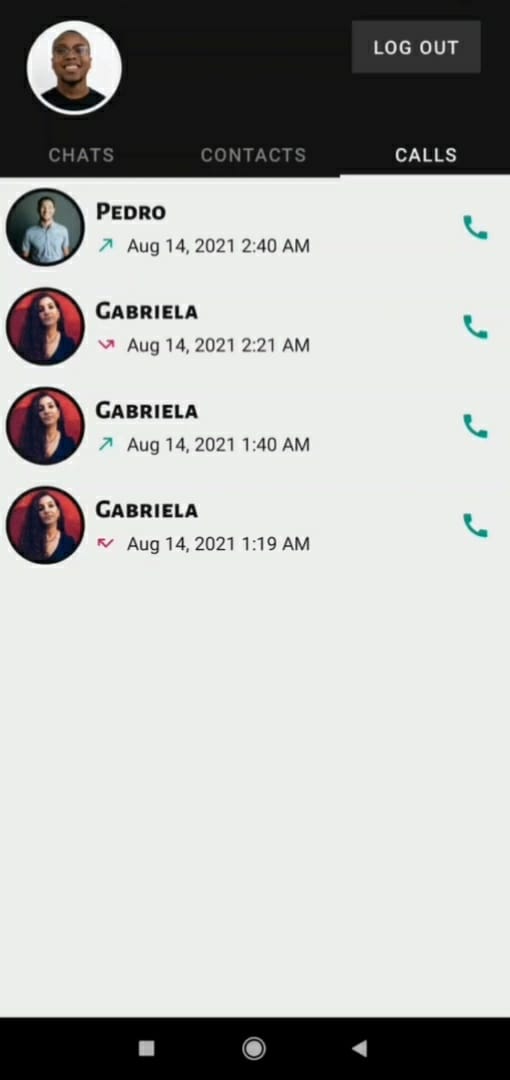 LOG OUT
CHATS CONTACTS CALLS
Pedro
Aug 14, 2021 2:40 AM
Gabriela
Aug 14, 2021 2:21 AM
Gabriela
Aug 14, 2021 1:40 AM
Gabriela
Aug 14, 2021 1:19 AM